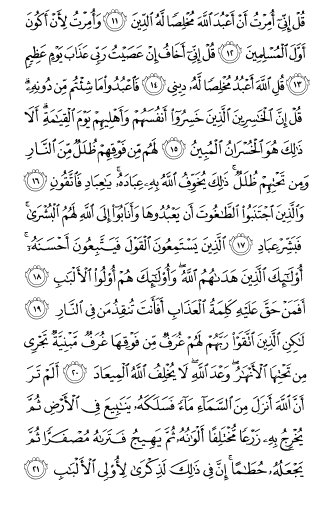 قُلْ إِنِّىٓ أُمِرْتُ أَنْ أَعْبُدَ ٱللَّهَ مُخْلِصًا لَّهُ ٱلدِّينَ ١١ وَأُمِرْتُ لِأَنْ أَكُونَ
أَوَّلَ ٱلْمُسْلِمِينَ ١٢ قُلْ إِنِّىٓ أَخَافُ إِنْ عَصَيْتُ رَبِّى عَذَابَ يَوْمٍ عَظِيمٍ
١٣ قُلِ ٱللَّهَ أَعْبُدُ مُخْلِصًا لَّهُۥ دِينِى ١٤ فَٱعْبُدُوا۟ مَا شِئْتُم مِّن دُونِهِۦ ۗ
قُلْ إِنَّ ٱلْخَٰسِرِينَ ٱلَّذِينَ خَسِرُوٓا۟ أَنفُسَهُمْ وَأَهْلِيهِمْ يَوْمَ ٱلْقِيَٰمَةِ ۗ أَلَا
ذَٰلِكَ هُوَ ٱلْخُسْرَانُ ٱلْمُبِينُ ١٥ لَهُم مِّن فَوْقِهِمْ ظُلَلٌ مِّنَ ٱلنَّارِ
وَمِن تَحْتِهِمْ ظُلَلٌ ۚ ذَٰلِكَ يُخَوِّفُ ٱللَّهُ بِهِۦ عِبَادَهُۥ ۚ يَٰعِبَادِ فَٱتَّقُونِ ١٦
وَٱلَّذِينَ ٱجْتَنَبُوا۟ ٱلطَّٰغُوتَ أَن يَعْبُدُوهَا وَأَنَابُوٓا۟ إِلَى ٱللَّهِ لَهُمُ ٱلْبُشْرَىٰ ۚ
فَبَشِّرْ عِبَادِ ١٧ ٱلَّذِينَ يَسْتَمِعُونَ ٱلْقَوْلَ فَيَتَّبِعُونَ أَحْسَنَهُۥٓ ۚ
أُو۟لَٰٓئِكَ ٱلَّذِينَ هَدَىٰهُمُ ٱللَّهُ ۖ وَأُو۟لَٰٓئِكَ هُمْ أُو۟لُوا۟ ٱلْأَلْبَٰبِ ١٨
أَفَمَنْ حَقَّ عَلَيْهِ كَلِمَةُ ٱلْعَذَابِ أَفَأَنتَ تُنقِذُ مَن فِى ٱلنَّارِ ١٩
لَٰكِنِ ٱلَّذِينَ ٱتَّقَوْا۟ رَبَّهُمْ لَهُمْ غُرَفٌ مِّن فَوْقِهَا غُرَفٌ مَّبْنِيَّةٌ تَجْرِى
مِن تَحْتِهَا ٱلْأَنْهَٰرُ ۖ وَعْدَ ٱللَّهِ ۖ لَا يُخْلِفُ ٱللَّهُ ٱلْمِيعَادَ ٢٠ أَلَمْ تَرَ
أَنَّ ٱللَّهَ أَنزَلَ مِنَ ٱلسَّمَآءِ مَآءً فَسَلَكَهُۥ يَنَٰبِيعَ فِى ٱلْأَرْضِ ثُمَّ
يُخْرِجُ بِهِۦ زَرْعًا مُّخْتَلِفًا أَلْوَٰنُهُۥ ثُمَّ يَهِيجُ فَتَرَىٰهُ مُصْفَرًّا ثُمَّ
يَجْعَلُهُۥ حُطَٰمًا ۚ إِنَّ فِى ذَٰلِكَ لَذِكْرَىٰ لِأُو۟لِى ٱلْأَلْبَٰبِ ٢١